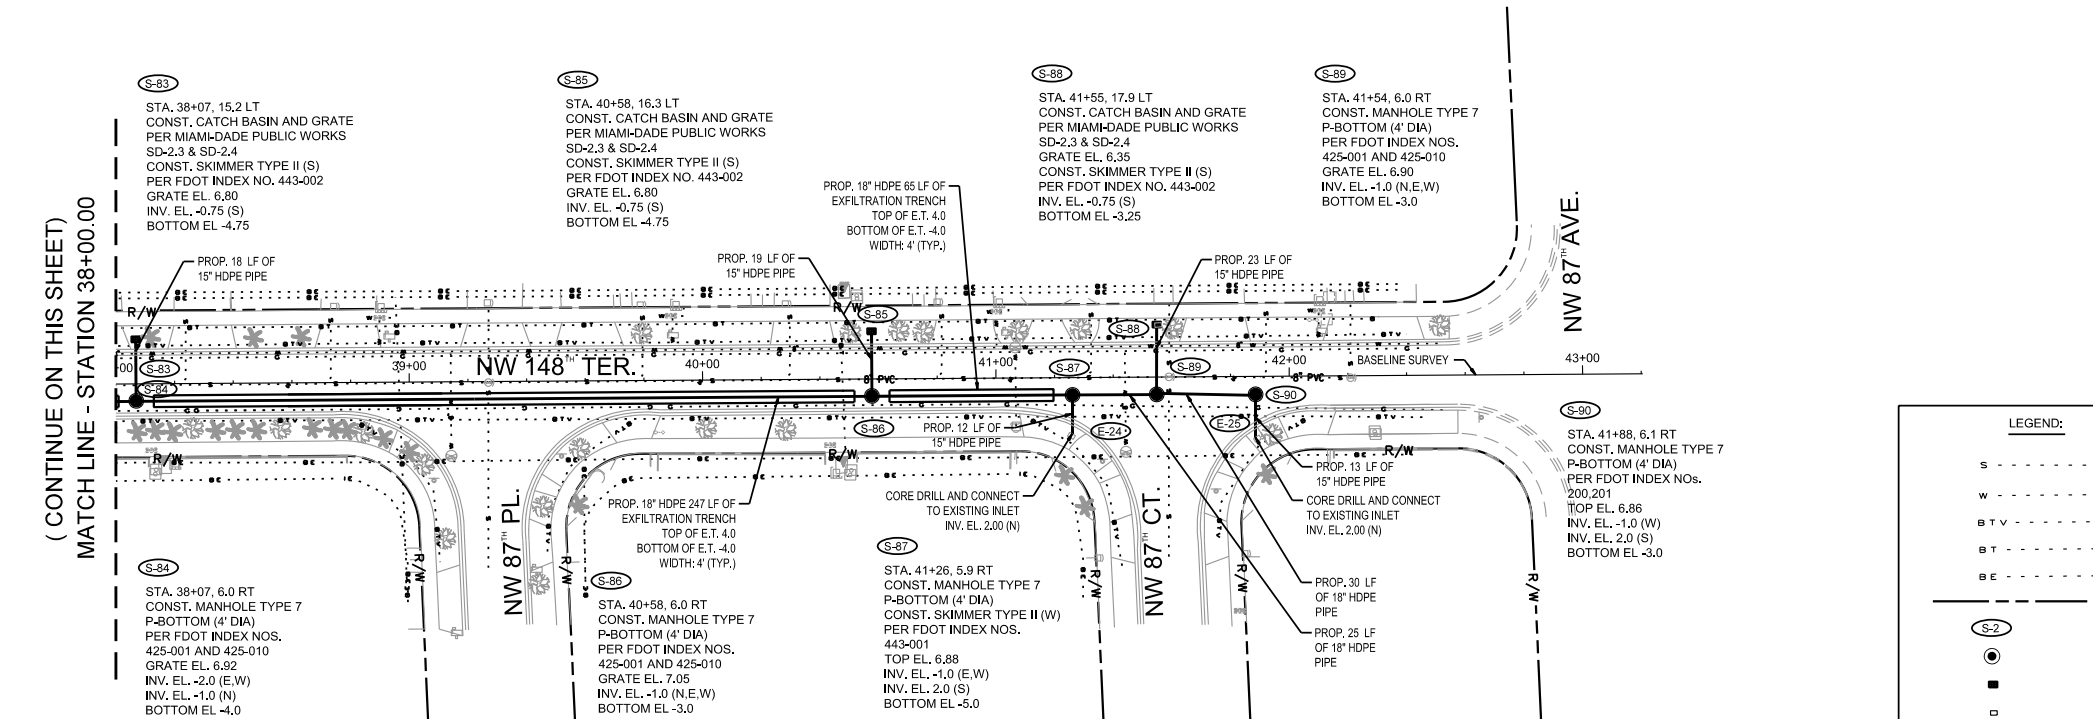 ( CONTINUE ON THIS SHEET)
MATCH LINE - STATION 38+00.00
S-83
STA. 38+07, 15.2 LT
CONST. CATCH BASIN AND GRATE
PER MIAMI-DADE PUBLIC WORKS
SD-2.3 & SD-2.4
CONST. SKIMMER TYPE II (S)
PER FDOT INDEX NO. 443-002
GRATE EL. 6.80
INV. EL. -0.75 (S)
BOTTOM EL -4.75
S-85
STA. 40+58, 16.3 LT
CONST. CATCH BASIN AND GRATE
PER MIAMI-DADE PUBLIC WORKS
SD-2.3 & SD-2.4
CONST. SKIMMER TYPE II (S)
PER FDOT INDEX NO. 443-002
GRATE EL. 6.80
INV. EL. -0.75 (S)
BOTTOM EL -4.75
S-88
STA. 41+55, 17.9 LT
CONST. CATCH BASIN AND GRATE
PER MIAMI-DADE PUBLIC WORKS
SD-2.3 & SD-2.4
GRATE EL. 6.35
CONST. SKIMMER TYPE II (S)
PER FDOT INDEX NO. 443-002
INV. EL. -0.75 (S)
BOTTOM EL -3.25
S-89
STA. 41+54, 6.0 RT
CONST. MANHOLE TYPE 7
P-BOTTOM (4' DIA)
PER FDOT INDEX NOS.
425-001 AND 425-010
GRATE EL. 6.90
INV. EL. -1.0 (N,E,W)
BOTTOM EL -3.0
PROP. 18" HDPE 65 LF OF
EXFILTRATION TRENCH
TOP OF E.T. 4.0
BOTTOM OF E.T. -4.0
WIDTH: 4' (TYP.)
PROP. 18 LF OF
15" HDPE PIPE
PROP. 19 LF OF
15" HDPE PIPE
PROP. 23 LF OF
15" HDPE PIPE
NW 87TH AVE.
R/W
R/W
S-85
S-88
S-83
S-84
00
39+00
NW 148TH TER.
40+00
8" PVC
41+00
S-87
S-89
42+00
8" PVC
BASELINE SURVEY
43+00
S-90
S-86
PROP. 12 LF OF
15" HDPE PIPE
E-24
E-25
R/W
R/W
R/W
PROP. 13 LF OF
15" HDPE PIPE
S-90
STA. 41+88, 6.1 RT
CONST. MANHOLE TYPE 7
P-BOTTOM (4' DIA)
PER FDOT INDEX NOs.
200,201
TOP EL. 6.86
INV. EL. -1.0 (W)
INV. EL. 2.0 (S)
BOTTOM EL -3.0
PROP. 18" HDPE 247 LF OF
EXFILTRATION TRENCH
TOP OF E.T. 4.0
BOTTOM OF E.T. -4.0
WIDTH: 4' (TYP.)
CORE DRILL AND CONNECT
TO EXISTING INLET
INV. EL. 2.00 (N)
CORE DRILL AND CONNECT
TO EXISTING INLET
INV. EL. 2.00 (N)
NW 87TH PL.
NW 87TH CT.
R/W
R/W
R/W
R/W
R/W
PROP. 30 LF
OF 18" HDPE
PIPE
PROP. 25 LF
OF 18" HDPE
PIPE
S-84
STA. 38+07, 6.0 RT
CONST. MANHOLE TYPE 7
P-BOTTOM (4' DIA)
PER FDOT INDEX NOS.
425-001 AND 425-010
GRATE EL. 6.92
INV. EL. -2.0 (E,W)
INV. EL. -1.0 (N)
BOTTOM EL -4.0
S-86
STA. 40+58, 6.0 RT
CONST. MANHOLE TYPE 7
P-BOTTOM (4' DIA)
PER FDOT INDEX NOS.
425-001 AND 425-010
GRATE EL. 7.05
INV. EL. -1.0 (N,E,W)
BOTTOM EL -3.0
S-87
STA. 41+26, 5.9 RT
CONST. MANHOLE TYPE 7
P-BOTTOM (4' DIA)
CONST. SKIMMER TYPE II (W)
PER FDOT INDEX NOS.
443-001
TOP EL. 6.88
INV. EL. -1.0 (E,W)
INV. EL. 2.0 (S)
BOTTOM EL -5.0
LEGEND:
S
W
BTV
BT
BE
S-2